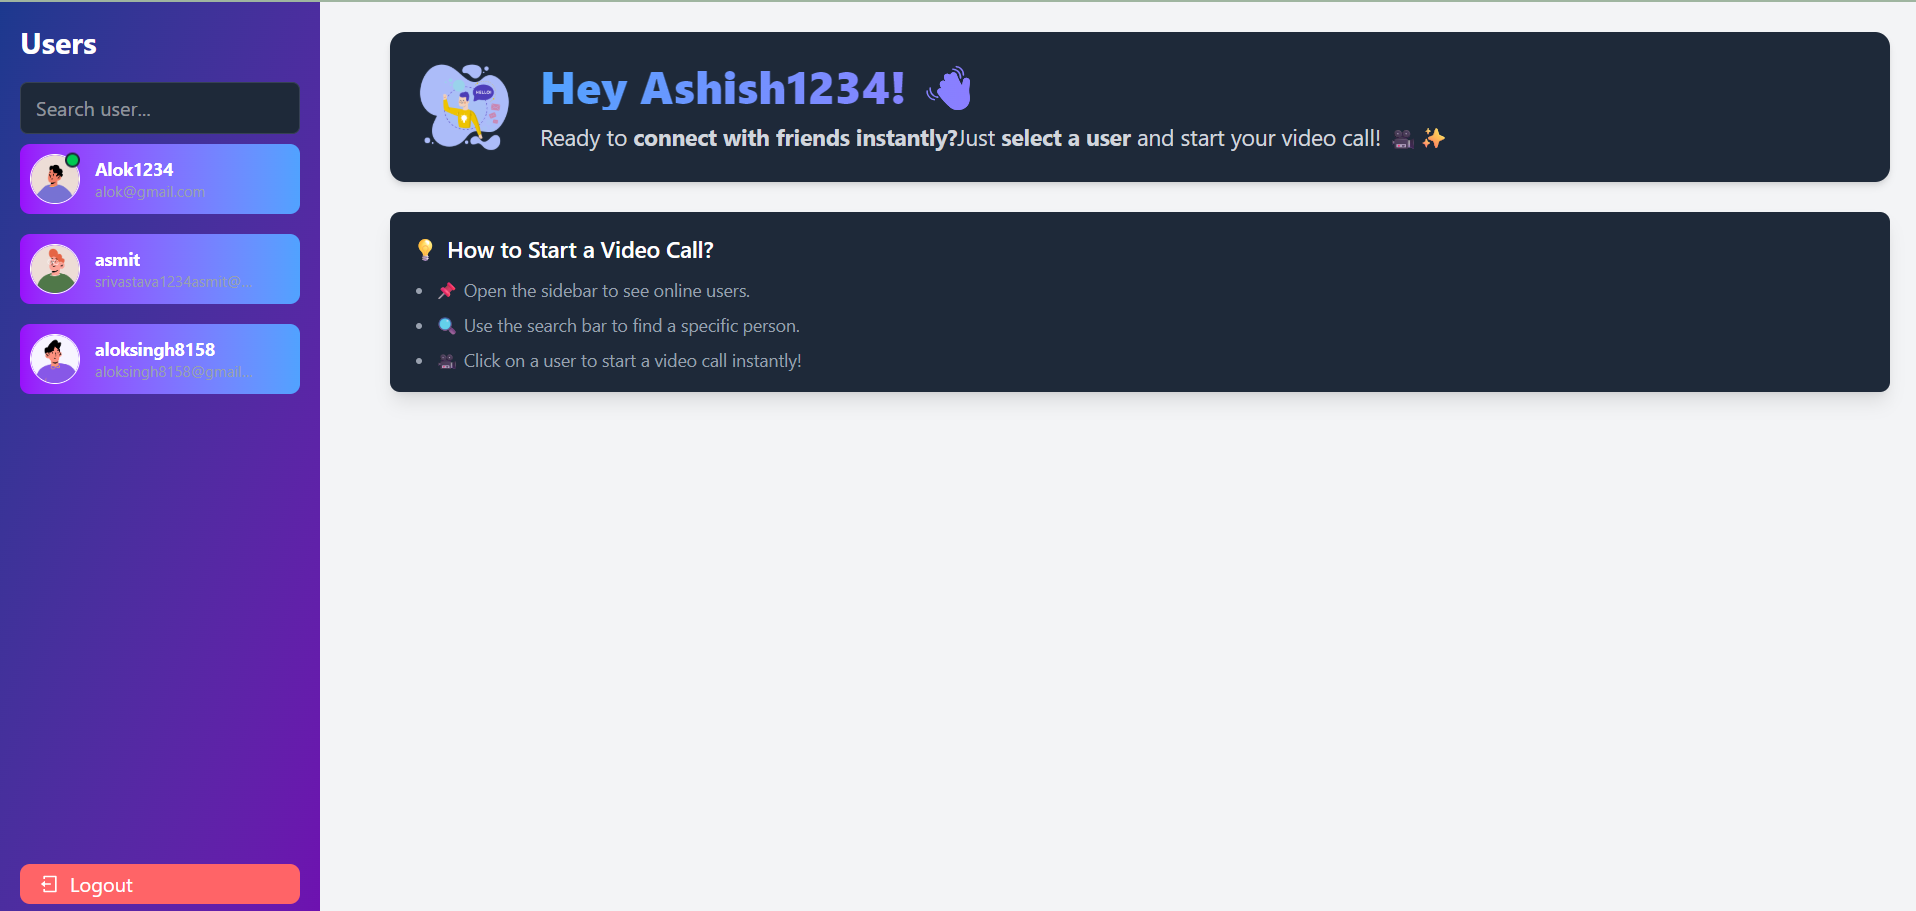 Users
Search user...
Alok1234
alok@gmail.com
asmit
srivastava1234asmit@...
aloksingh8158
aloksingh8158@gmail...
Logout
HELLO!
Hey Ashish1234! 👋
Ready to connect with friends instantly?Just select a user and start your video call! 🎥 ✨
💡 How to Start a Video Call?
• 📌 Open the sidebar to see online users.
• 🔍 Use the search bar to find a specific person.
• 🎥 Click on a user to start a video call instantly!